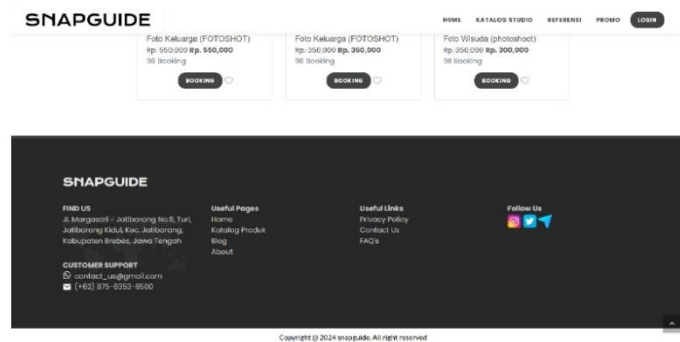 SNAPGUIDE
HOME KATALOG STUDIO REFERENSI PROMO LOGIN
Foto Keluarga (FOTOSHOT)
Rp. 550,000 Rp. 550,000
98 Booking
BOOKING
Foto Keluarga (FOTOSHOT)
Rp. 350,000 Rp. 350,000
98 Booking
BOOKING
Foto Wisuda (photoshoot)
Rp. 350,000 Rp. 300,000
98 Booking
BOOKING
SNAPGUIDE
FIND US
Jl. Margasari - Jatibarang No.9, Turi,
Jatibarang Kidul, Kec. Jatibarang,
Kabupaten Brebes, Jawa Tengah
CUSTOMER SUPPORT
contact_us@gmail.com
(+62) 875-6353-6500
Useful Pages
Home
Katalog Produk
Blog
About
Useful Links
Privacy Policy
Contact Us
FAQ's
Follow Us
Copyright @ 2024 snapguide. All right reserved